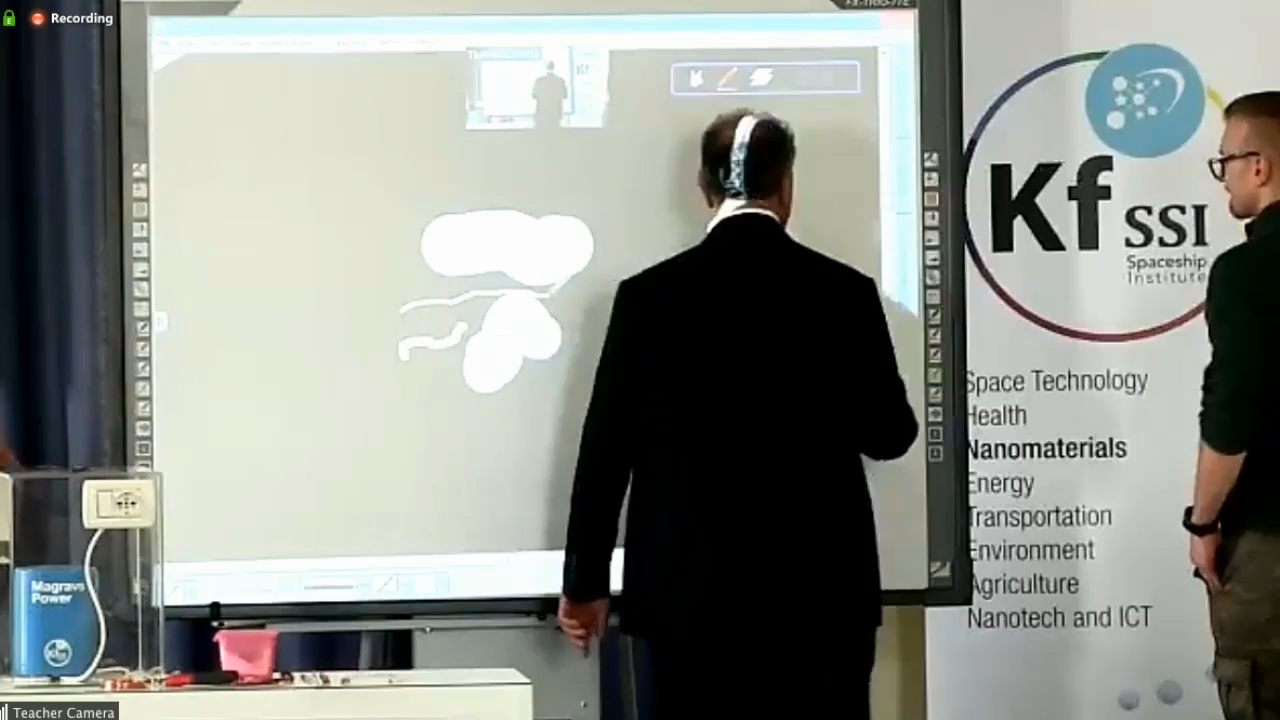 Recording
Kf SSI
Spaceship
Institute
Space Technology
Health
Nanomaterials
Energy
Transportation
Environment
Agriculture
Nanotech and ICT
Magravs
Power
Teacher Camera